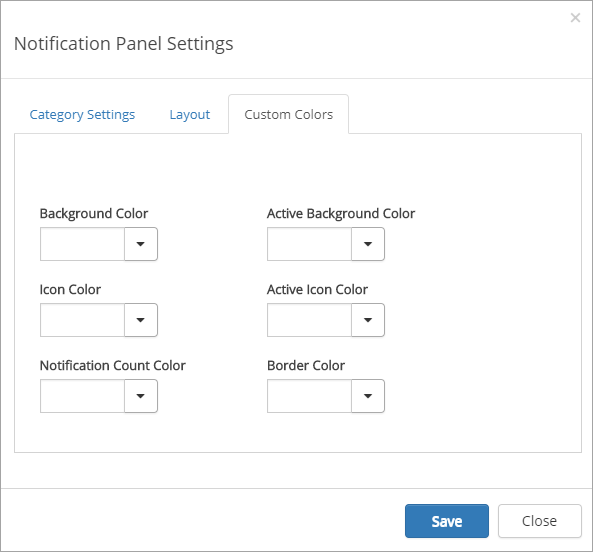 Notification Panel Settings
Category Settings Layout Custom Colors
Background Color Active Background Color
Icon Color Active Icon Color
Notification Count Color Border Color
Save Close